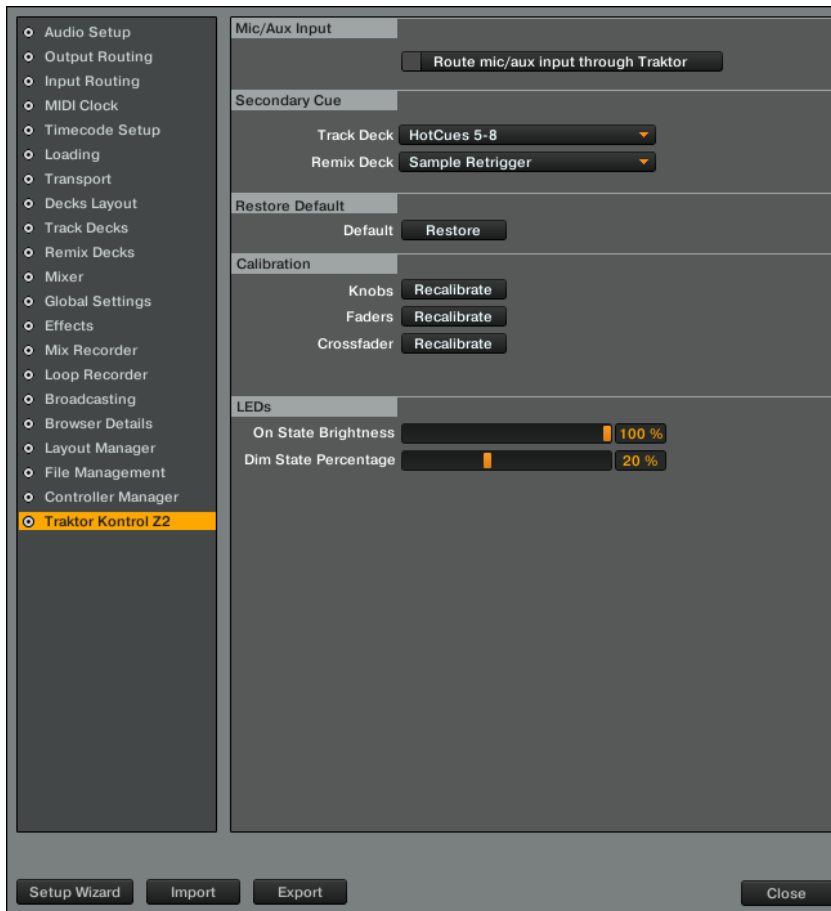 Audio Setup
Output Routing
Input Routing
MIDI Clock
Timecode Setup
Loading
Transport
Decks Layout
Track Decks
Remix Decks
Mixer
Global Settings
Effects
Mix Recorder
Loop Recorder
Broadcasting
Browser Details
Layout Manager
File Management
Controller Manager
Traktor Kontrol Z2
Mic/Aux Input
Route mic/aux input through Traktor
Secondary Cue
Track Deck HotCues 5-8
Remix Deck Sample Retrigger
Restore Default
Default Restore
Calibration
Knobs Recalibrate
Faders Recalibrate
Crossfader Recalibrate
LEDs
On State Brightness 100 %
Dim State Percentage 20 %
Setup Wizard Import Export Close